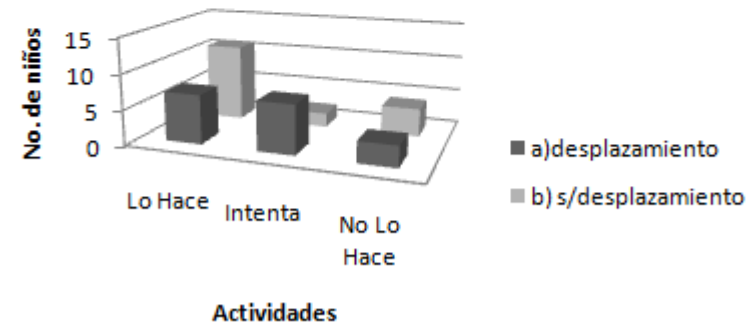 No. de niños
15
10
5
0
Lo Hace
Intenta
No Lo
Hace
Actividades
a)desplazamiento
b) s/desplazamiento